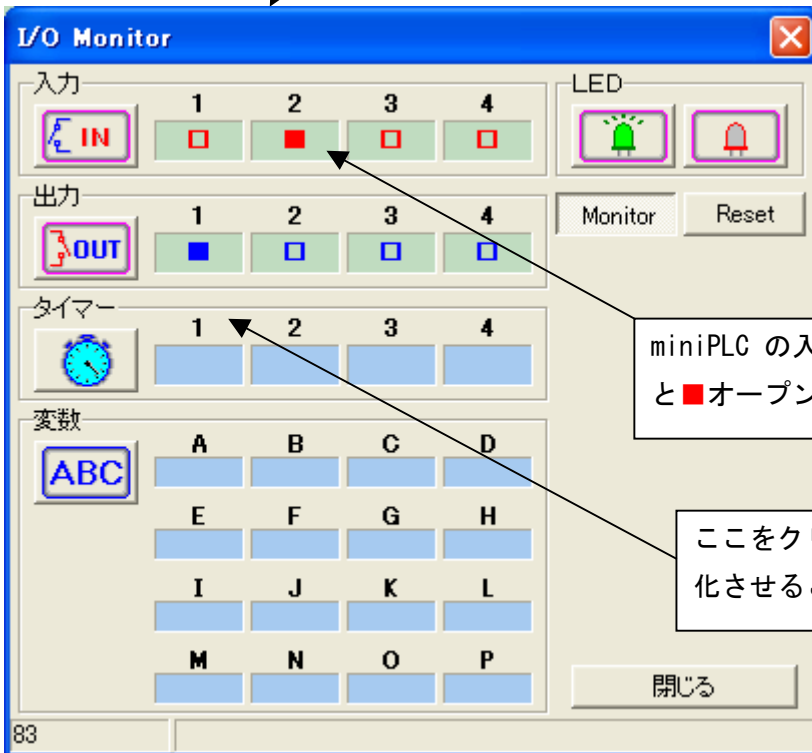 I/O Monitor
入力
IN
1 2 3 4
LED
出力
OUT
1 2 3 4
Monitor Reset
タイマー
1 2 3 4
miniPLC の入
と■オープン
変数
ABC
A B C D
E F G H
ここをク
化させる
I J K L
M N O P
閉じる
83